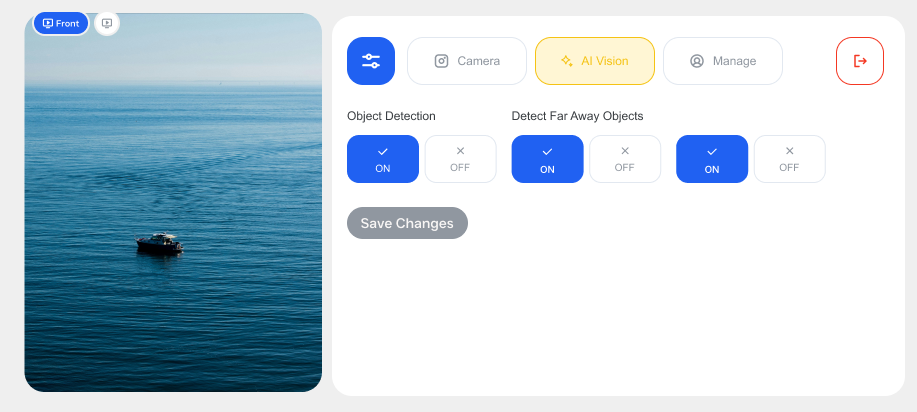 Front
Camera
AI Vision
Manage
Object Detection
Detect Far Away Objects
ON
OFF
ON
OFF
ON
OFF
Save Changes